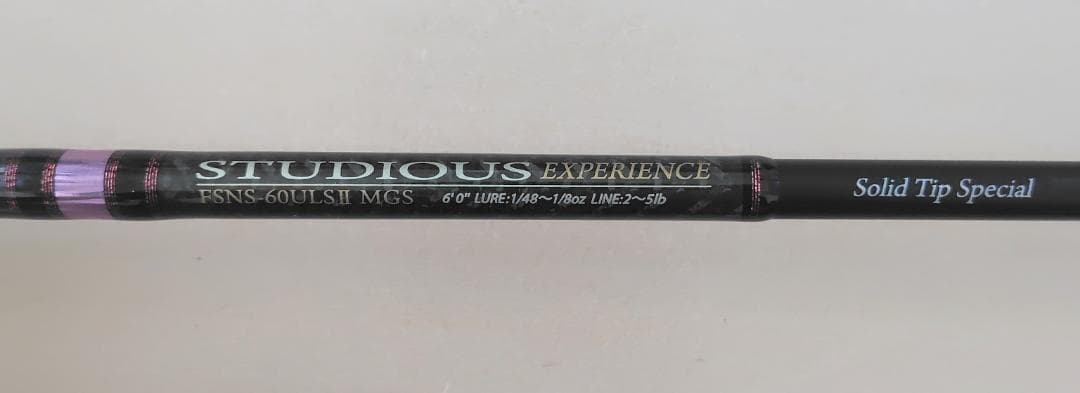 STUDIOUS EXPERIENCE
FSNS-60ULSⅡ MGS 6'0" LURE:1/48～1/8oz LINE:2～5lb
Solid Tip Special